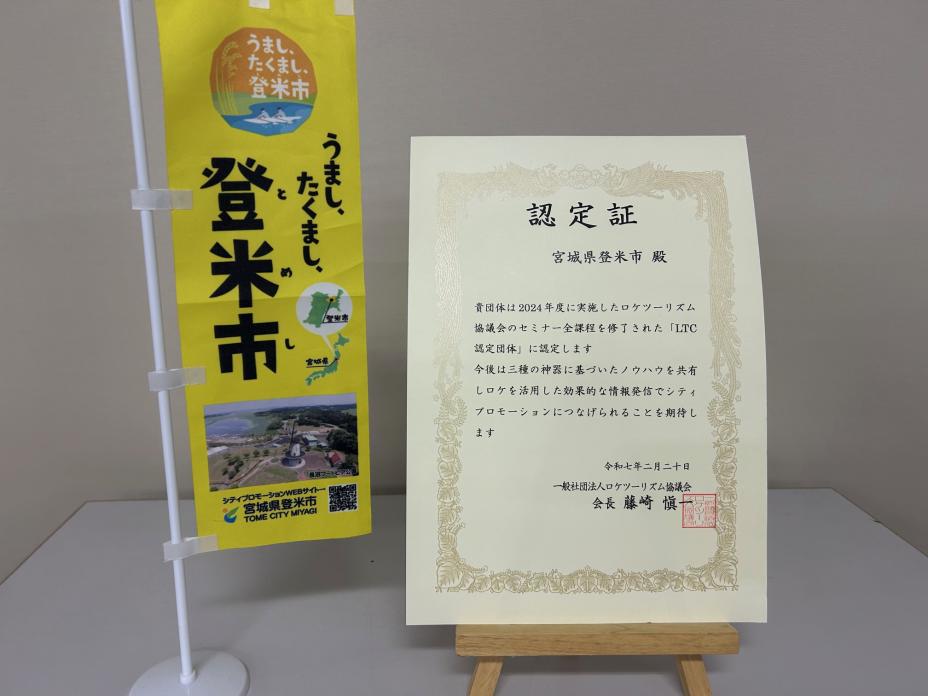 うまし、
たくまし、
登米市
うまし、
たくまし、
登米市
とめし
登米市
宮城県
長沼フートピア公園
シティプロモーションWEBサイト→
宮城県登米市
TOME CITY MIYAGI
認定証
宮城県登米市 殿
貴団体は2024年度に実施したロケツーリズム
協議会のセミナー全課程を修了された「LTC
認定団体」に認定します
今後は三種の神器に基づいたノウハウを共有
しロケを活用した効果的な情報発信でシティ
プロモーションにつなげられることを期待し
ます
令和七年二月二十日
一般社団法人ロケツーリズム協議会
会長 藤崎 慎一